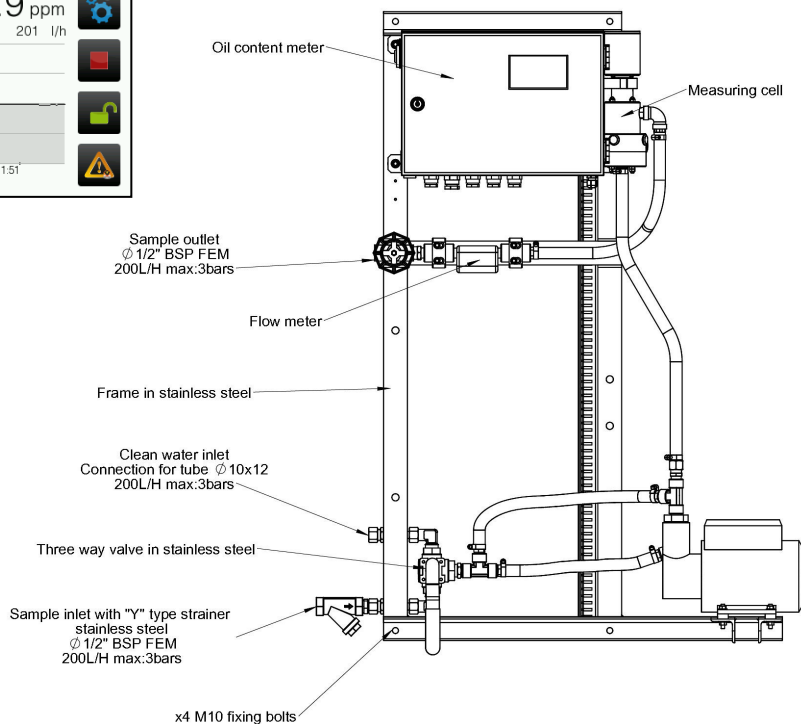 9 ppm
201 l/h
1:51
Oil content meter
Measuring cell
Sample outlet
∅ 1/2" BSP FEM
200L/H max:3bars
Flow meter
Frame in stainless steel
Clean water inlet
Connection for tube ∅ 10x12
200L/H max:3bars
Three way valve in stainless steel
Sample inlet with "Y" type strainer
stainless steel
∅ 1/2" BSP FEM
200L/H max:3bars
x4 M10 fixing bolts